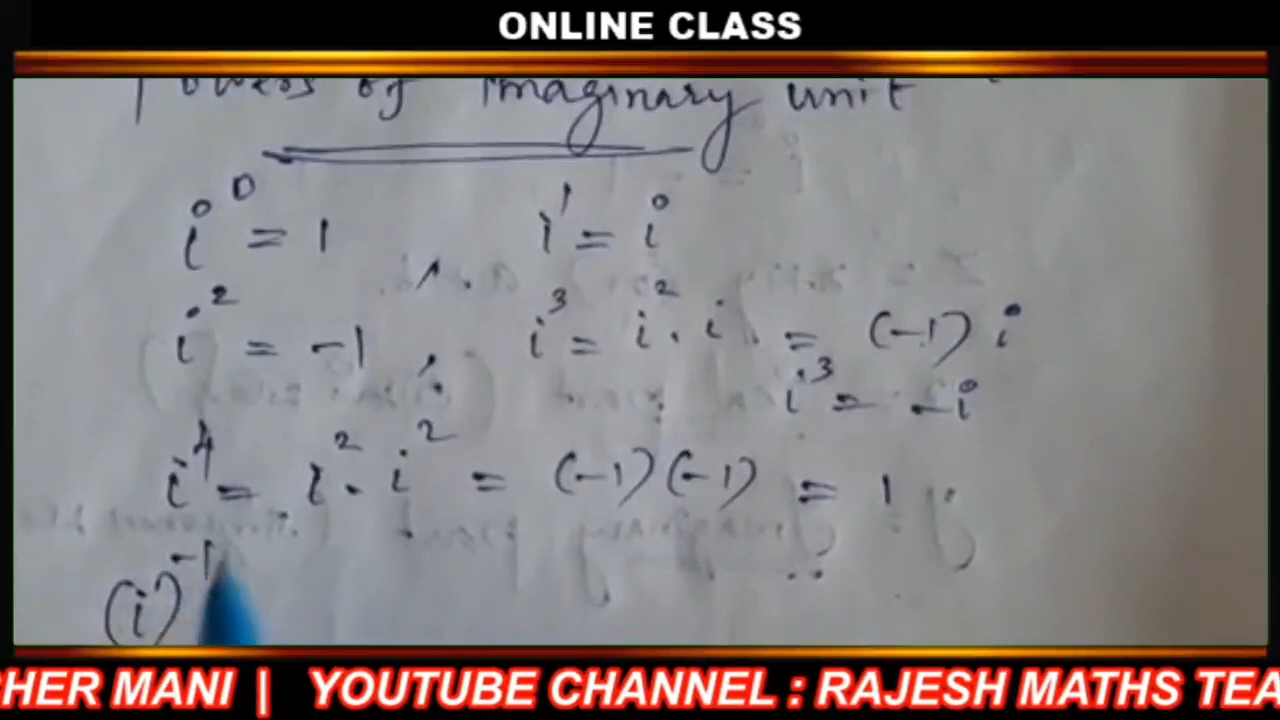 ONLINE CLASS
Powers of imaginary unit
i⁰ = 1 i¹ = i
i² = -1 , i³ = i² . i = (-1) i
i³ = -i
i⁴ = i² . i² = (-1) (-1) = 1
(i)⁻¹
GHER MANI | YOUTUBE CHANNEL : RAJESH MATHS TEA